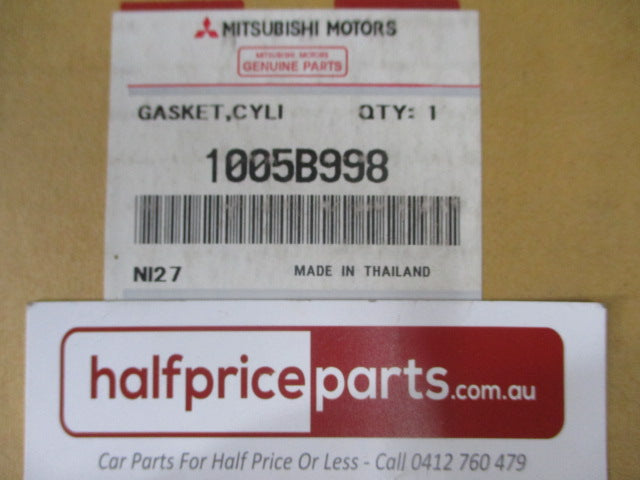 MITSUBISHI MOTORS
MITSUBISHI MOTORS
GENUINE PARTS
GASKET,CYLI QTY: 1
1005B998
NI27 MADE IN THAILAND
halfpriceparts.com.au
Car Parts For Half Price Or Less - Call 0412 760 479